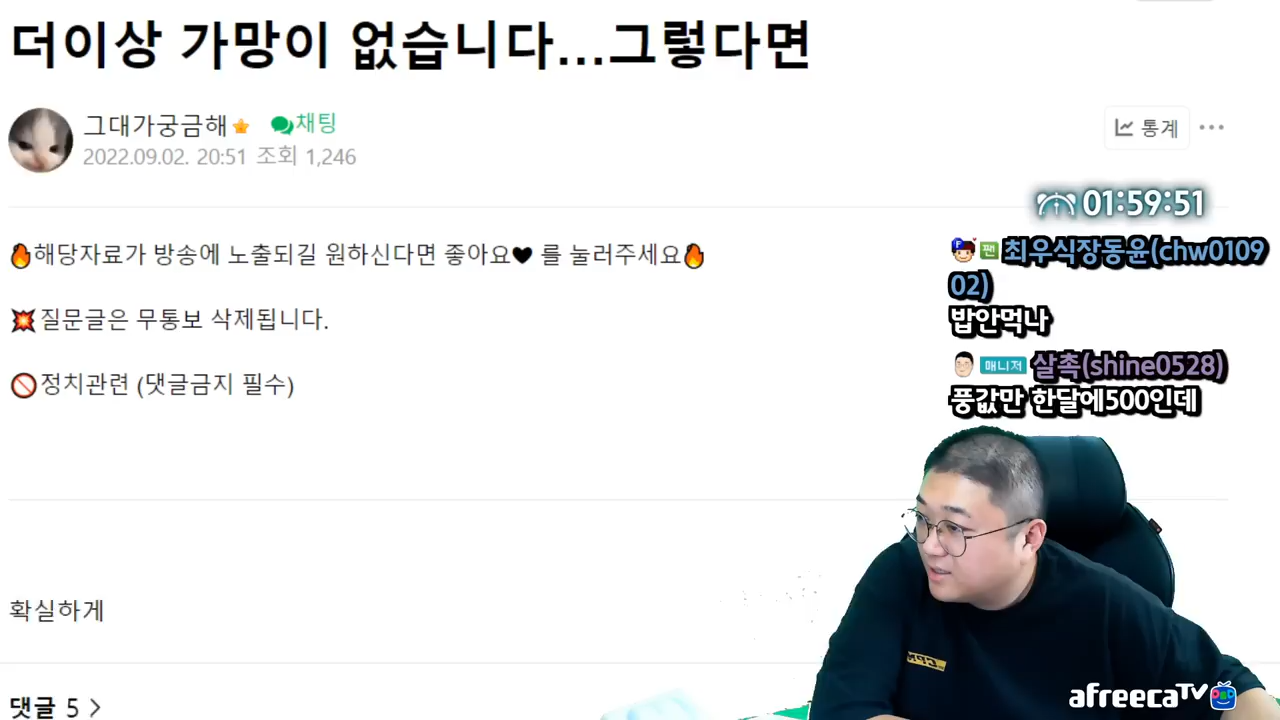 더이상 가망이 없습니다...그렇다면
그대가궁금해 채팅
2022.09.02. 20:51 조회 1,246
통계
01:59:51
해당자료가 방송에 노출되길 원하신다면 좋아요🖤 를 눌러주세요
질문글은 무통보 삭제됩니다.
정치관련 (댓글금지 필수)
팬 최우식장동윤(chw0109
02)
밥안먹나
매니저 살촉(shine0528)
풍값만 한달에500인데
확실하게
댓글 5 >
afreecaTV